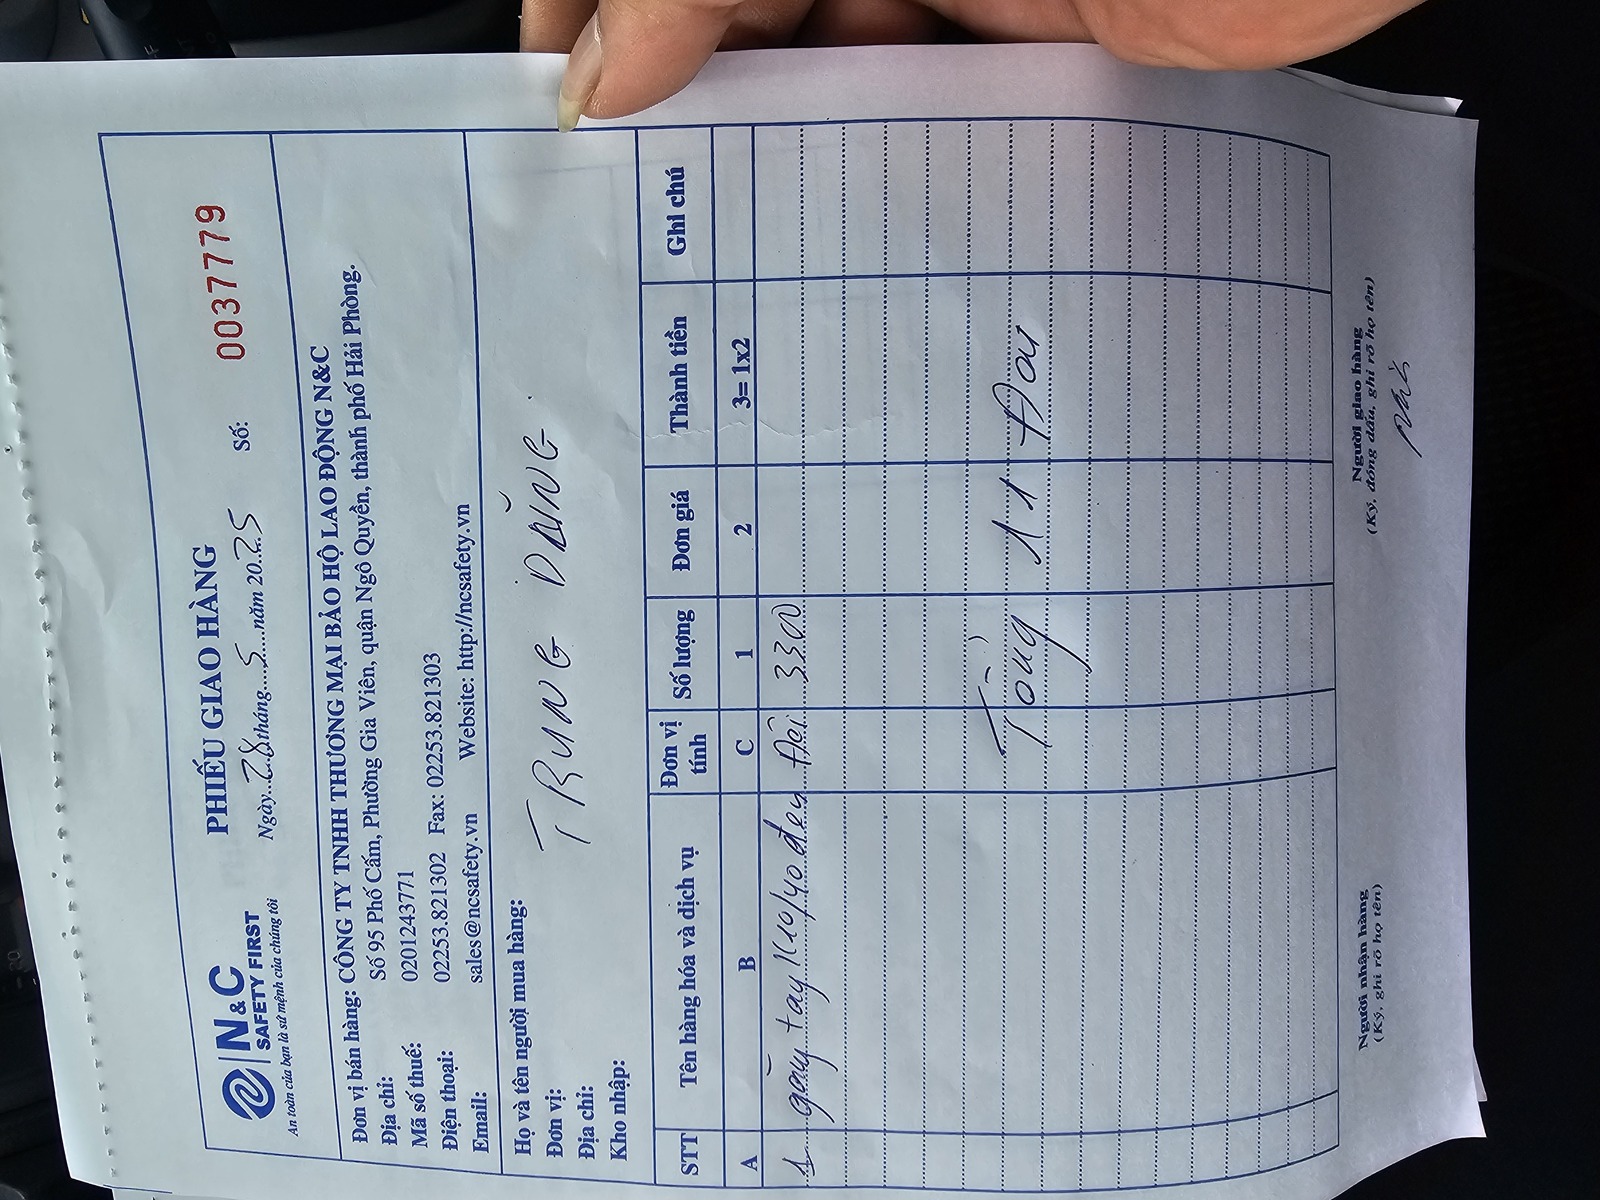 N&C
SAFETY FIRST
An toàn của bạn là sứ mệnh của chúng tôi
PHIẾU GIAO HÀNG
Ngày...28...tháng...5...năm 20.25
Số: 0037779
Đơn vị bán hàng: CÔNG TY TNHH THƯƠNG MẠI BẢO HỘ LAO ĐỘNG N&C
Địa chỉ: Số 95 Phố Cấm, Phường Gia Viên, quận Ngô Quyền, thành phố Hải Phòng.
Mã số thuế: 0201243771
Điện thoại: 02253.821302 Fax: 02253.821303
Email: sales@ncsafety.vn Website: http://ncsafety.vn
Họ và tên người mua hàng:
Đơn vị: TRUNG DŨNG
Địa chỉ:
Kho nhập:
STT Tên hàng hóa và dịch vụ Đơn vị tính Số lượng Đơn giá Thành tiền Ghi chú
A B C 1 2 3= 1x2
1 găng tay K10/40 đen Đôi 3300
Tổng 11
Người nhận hàng
(Ký, ghi rõ họ tên)
Người giao hàng
(Ký, đóng dấu, ghi rõ họ tên)